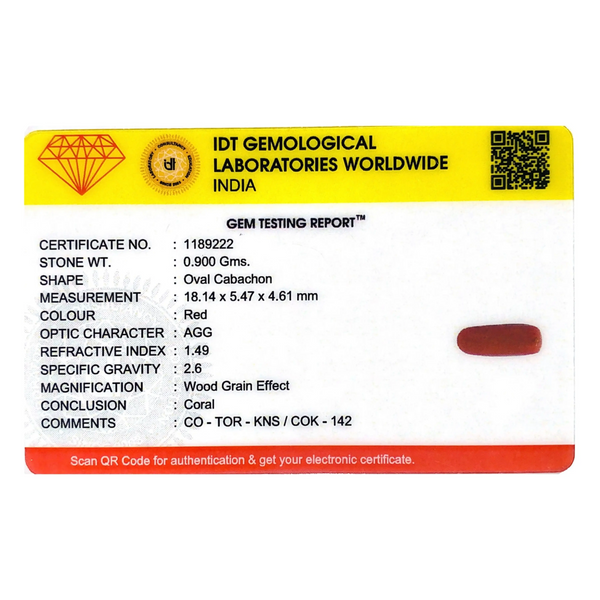 IDT GEMOLOGICAL
LABORATORIES WORLDWIDE
INDIA
GEM TESTING REPORT™
CERTIFICATE NO. : 1189222
STONE WT. : 0.900 Gms.
SHAPE : Oval Cabachon
MEASUREMENT : 18.14 x 5.47 x 4.61 mm
COLOUR : Red
OPTIC CHARACTER : AGG
REFRACTIVE INDEX : 1.49
SPECIFIC GRAVITY : 2.6
MAGNIFICATION : Wood Grain Effect
CONCLUSION : Coral
COMMENTS : CO - TOR - KNS / COK - 142
Scan QR Code for authentication & get your electronic certificate.